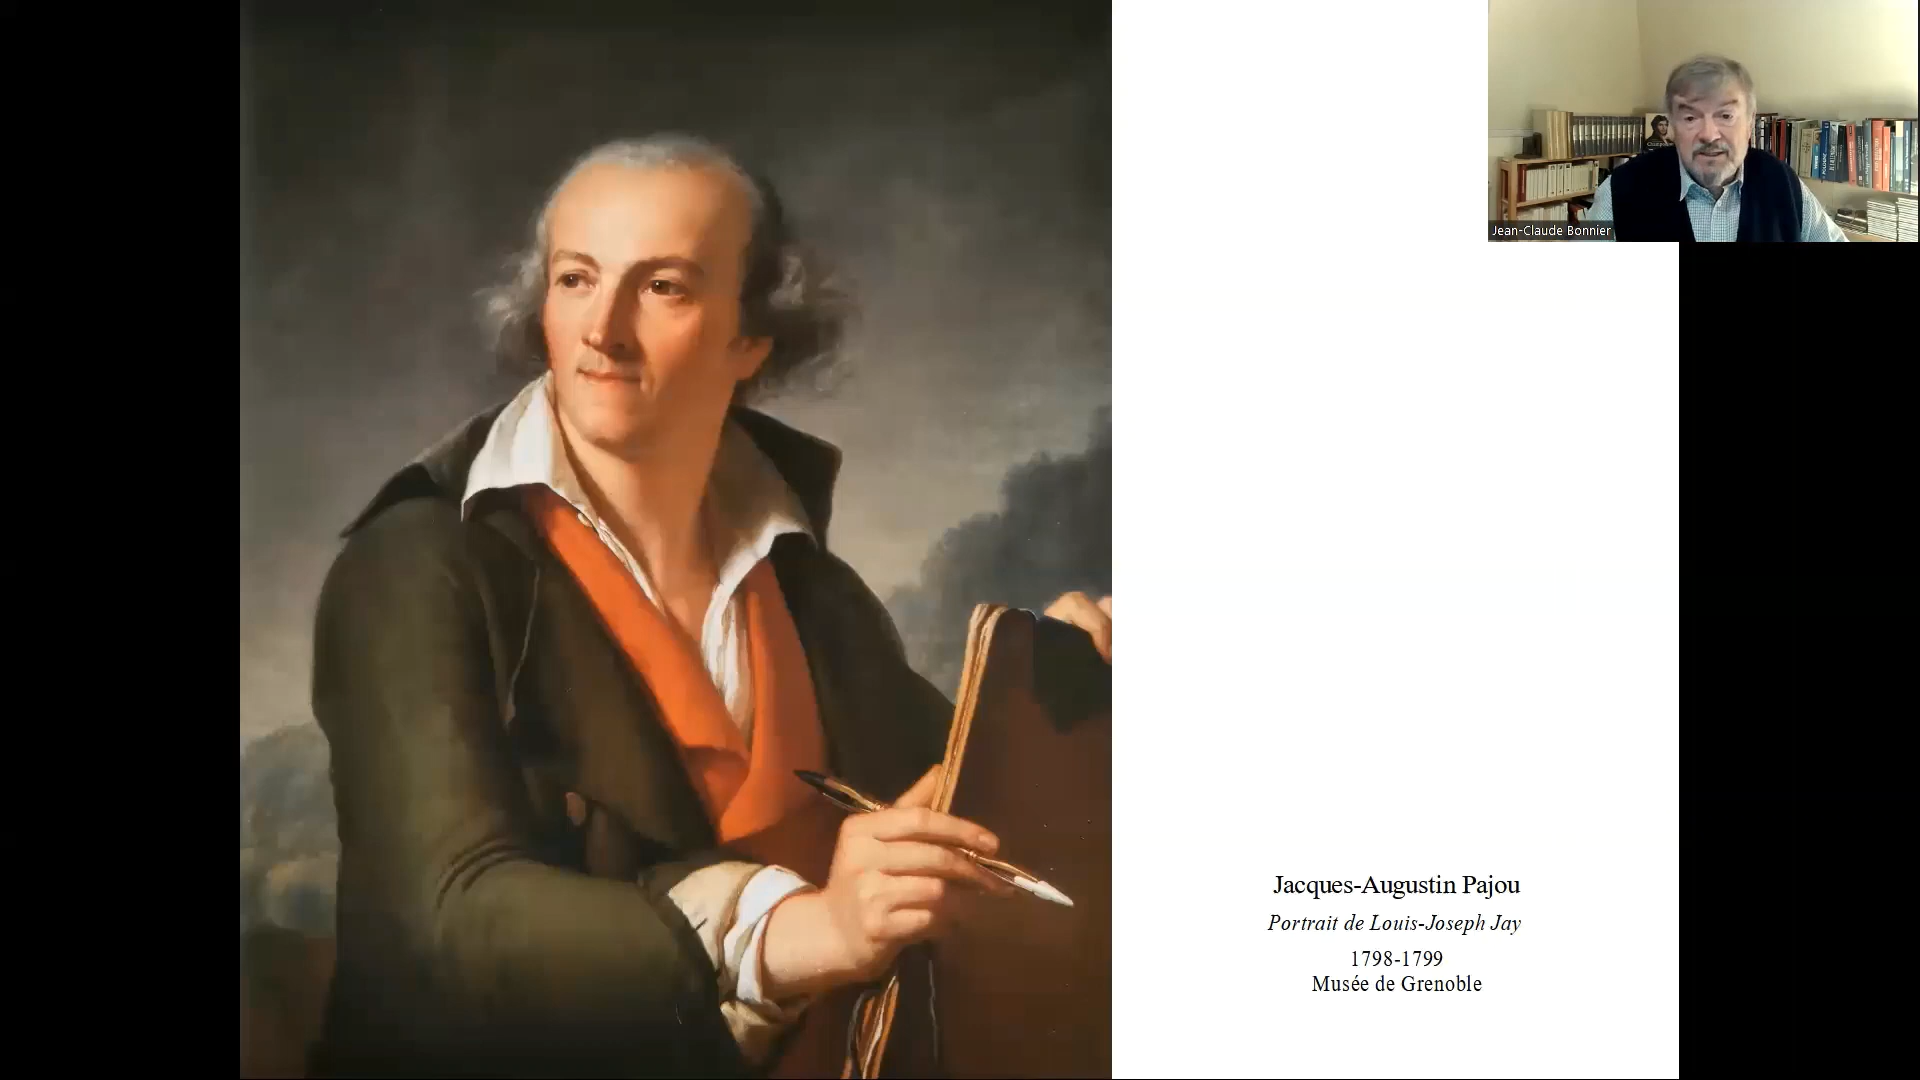 Jean-Claude Bonnier
Jacques-Augustin Pajou
Portrait de Louis-Joseph Jay
1798-1799
Musée de Grenoble